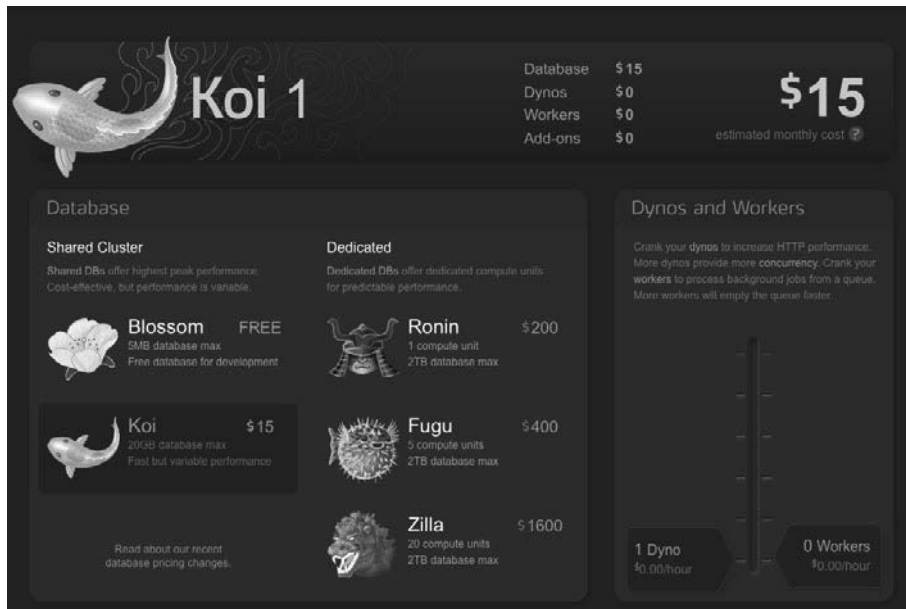 Koi 1
Database $15
Dynos $0
Workers $0
Add-ons $0
$15
estimated monthly cost ?
Database
Shared Cluster
Shared DBs offer highest peak performance.
Cost-effective, but performance is variable.
Blossom FREE
5MB database max
Free database for development
Koi $15
20GB database max
Fast but variable performance
Read about our recent
database pricing changes.
Dedicated
Dedicated DBs offer dedicated compute units
for predictable performance.
Ronin $200
1 compute unit
2TB database max
Fugu $400
5 compute units
2TB database max
Zilla $1600
20 compute units
2TB database max
Dynos and Workers
Crank your dynos to increase HTTP performance.
More dynos provide more concurrency. Crank your
workers to process background jobs from a queue.
More workers will empty the queue faster.
1 Dyno
$0.00/hour
0 Workers
$0.00/hour